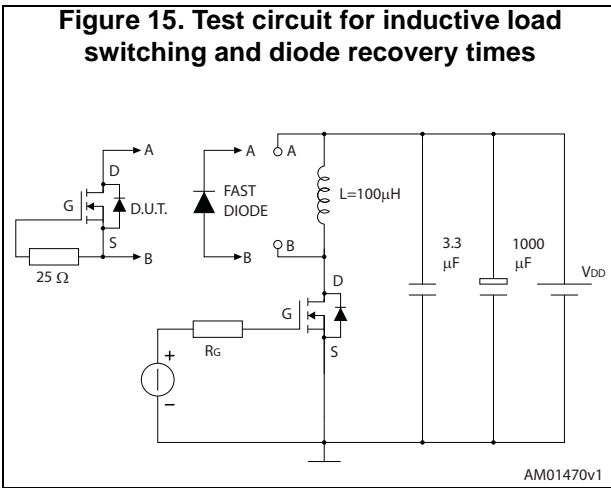 Figure 15. Test circuit for inductive load
switching and diode recovery times
A
D
G
D.U.T.
S
B
25 Ω
A
FAST
DIODE
B
A
L=100µH
B
D
G
S
RG
+
–
3.3
µF
1000
µF
VDD
AM01470v1